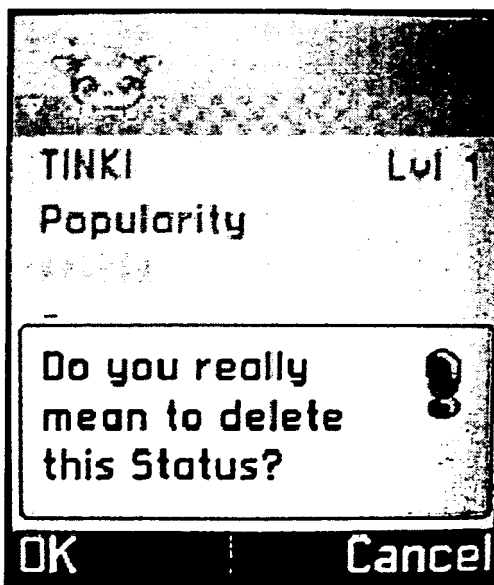 TINKI Lvl 1
Popularity
Do you really
mean to delete
this Status?
OK Cancel